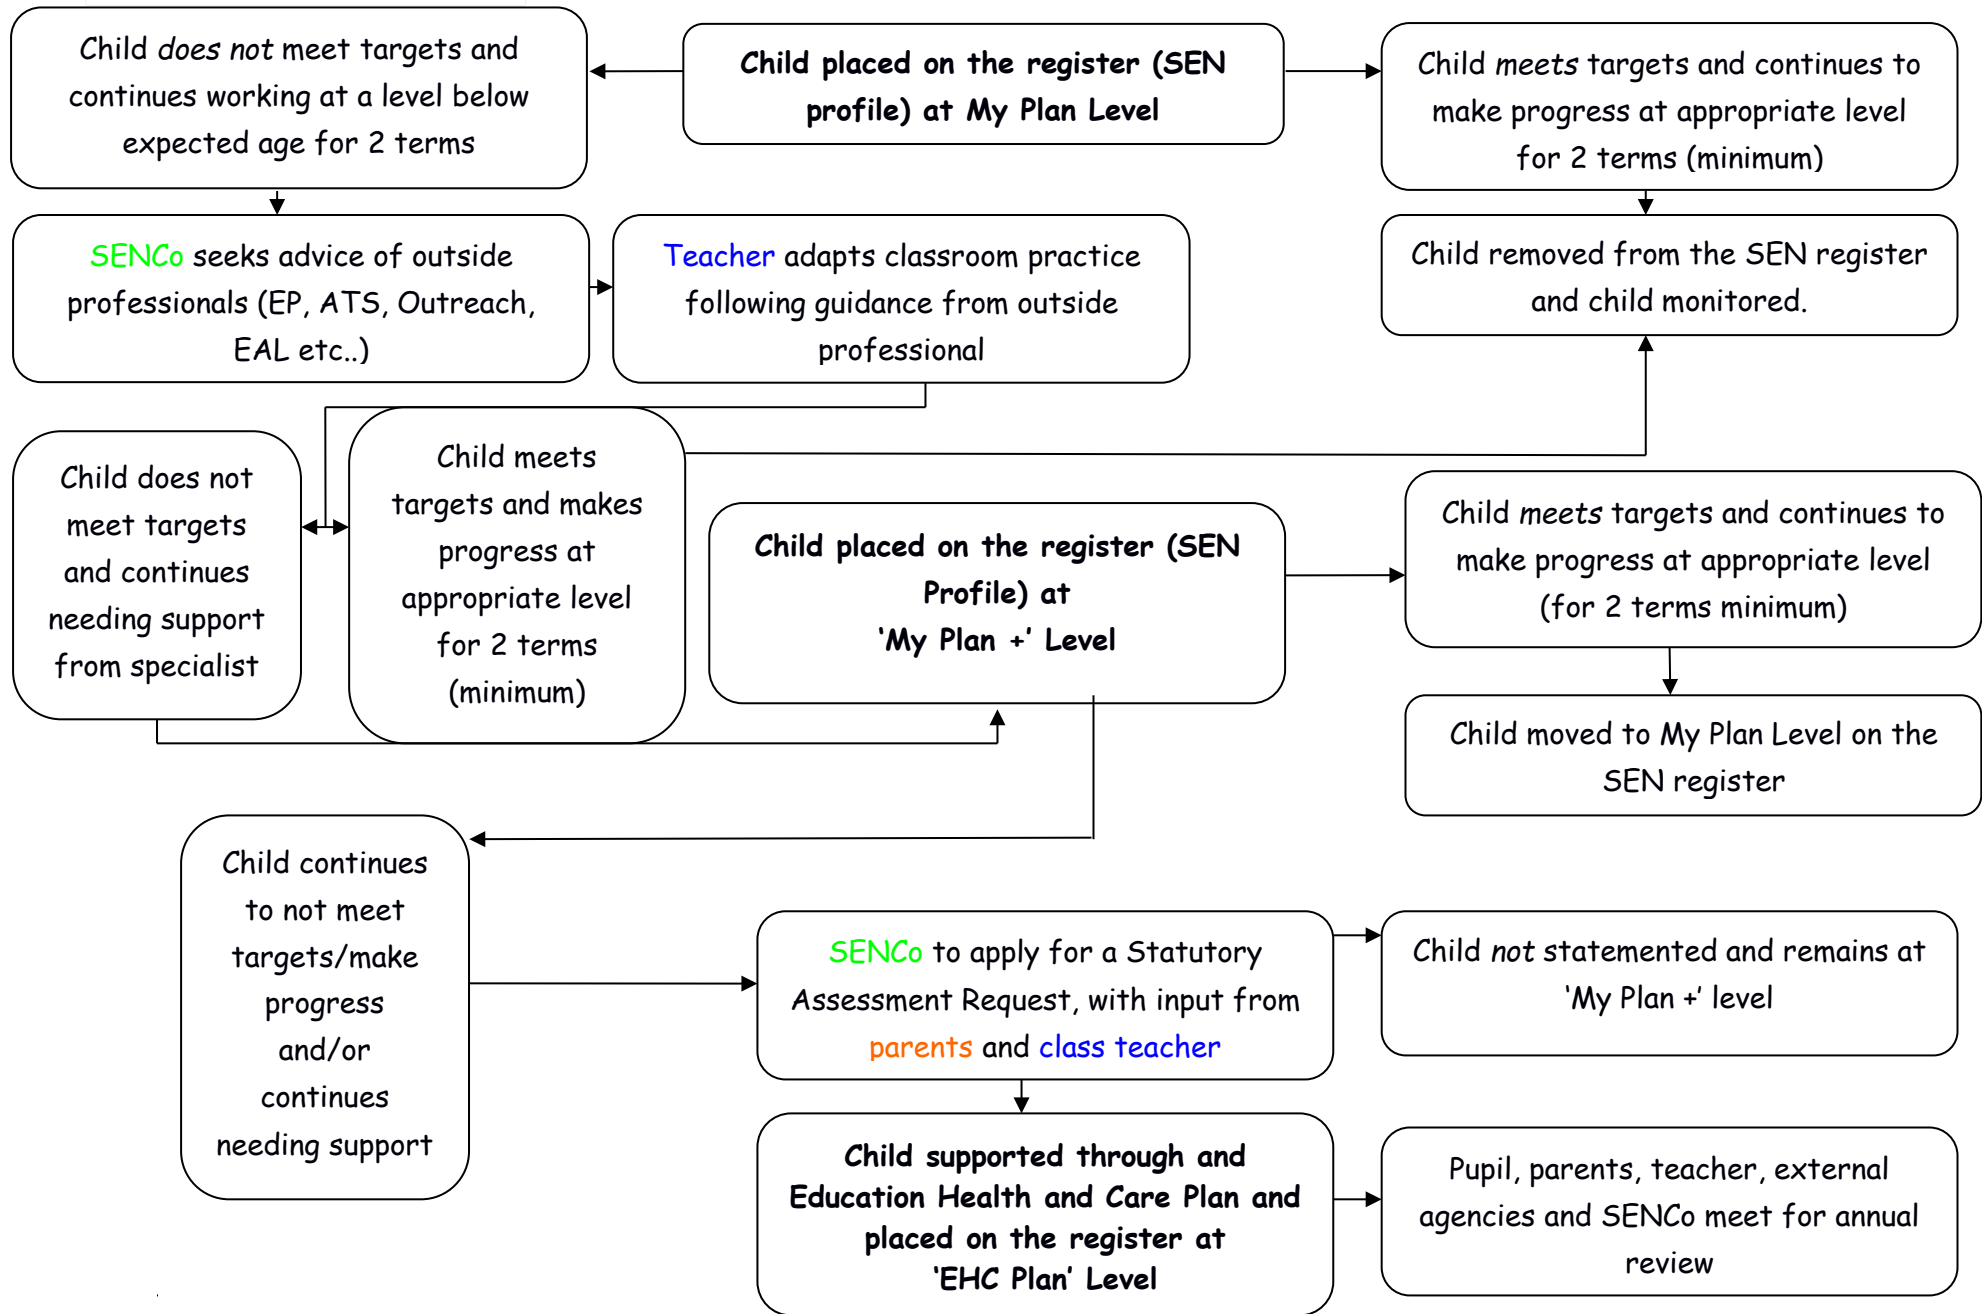 Child does not meet targets and
continues working at a level below
expected age for 2 terms
Child placed on the register (SEN
profile) at My Plan Level
Child meets targets and continues to
make progress at appropriate level
for 2 terms (minimum)
SENCo seeks advice of outside
professionals (EP, ATS, Outreach,
EAL etc..)
Teacher adapts classroom practice
following guidance from outside
professional
Child removed from the SEN register
and child monitored.
Child does not
meet targets
and continues
needing support
from specialist
Child meets
targets and makes
progress at
appropriate level
for 2 terms
(minimum)
Child placed on the register (SEN
Profile) at
‘My Plan +’ Level
Child meets targets and continues to
make progress at appropriate level
(for 2 terms minimum)
Child moved to My Plan Level on the
SEN register
Child continues
to not meet
targets/make
progress
and/or
continues
needing support
SENCo to apply for a Statutory
Assessment Request, with input from
parents and class teacher
Child not statemented and remains at
‘My Plan +’ level
Child supported through and
Education Health and Care Plan and
placed on the register at
‘EHC Plan’ Level
Pupil, parents, teacher, external
agencies and SENCo meet for annual
review